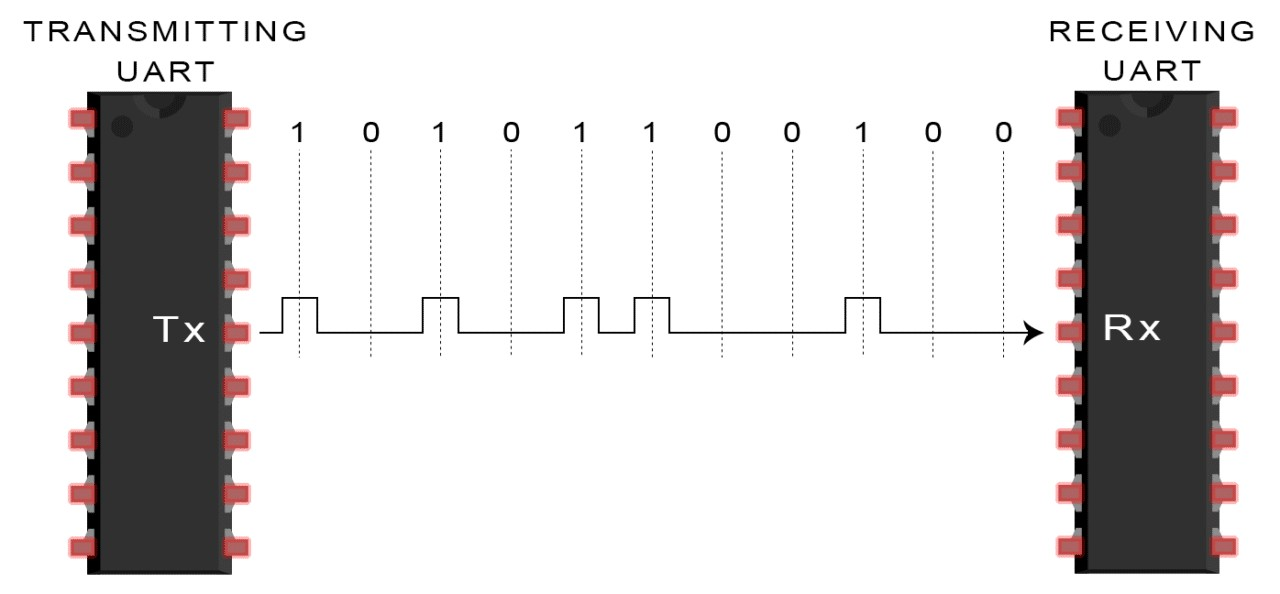 TRANSMITTING
UART
RECEIVING
UART
1 0 1 0 1 1 0 0 1 0 0
Tx
Rx